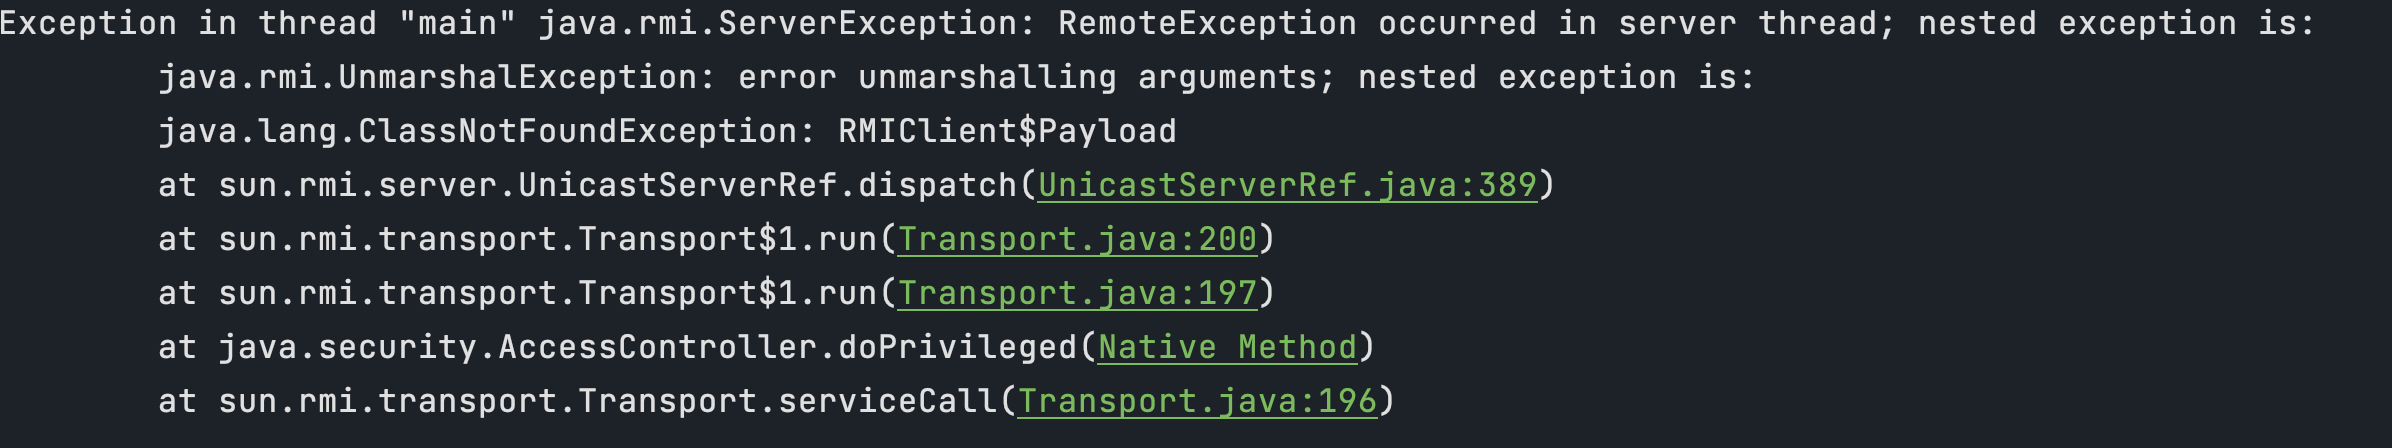 Exception in thread "main" java.rmi.ServerException: RemoteException occurred in server thread; nested exception is:
java.rmi.UnmarshalException: error unmarshalling arguments; nested exception is:
java.lang.ClassNotFoundException: RMIClient$Payload
at sun.rmi.server.UnicastServerRef.dispatch(UnicastServerRef.java:389)
at sun.rmi.transport.Transport$1.run(Transport.java:200)
at sun.rmi.transport.Transport$1.run(Transport.java:197)
at java.security.AccessController.doPrivileged(Native Method)
at sun.rmi.transport.Transport.serviceCall(Transport.java:196)